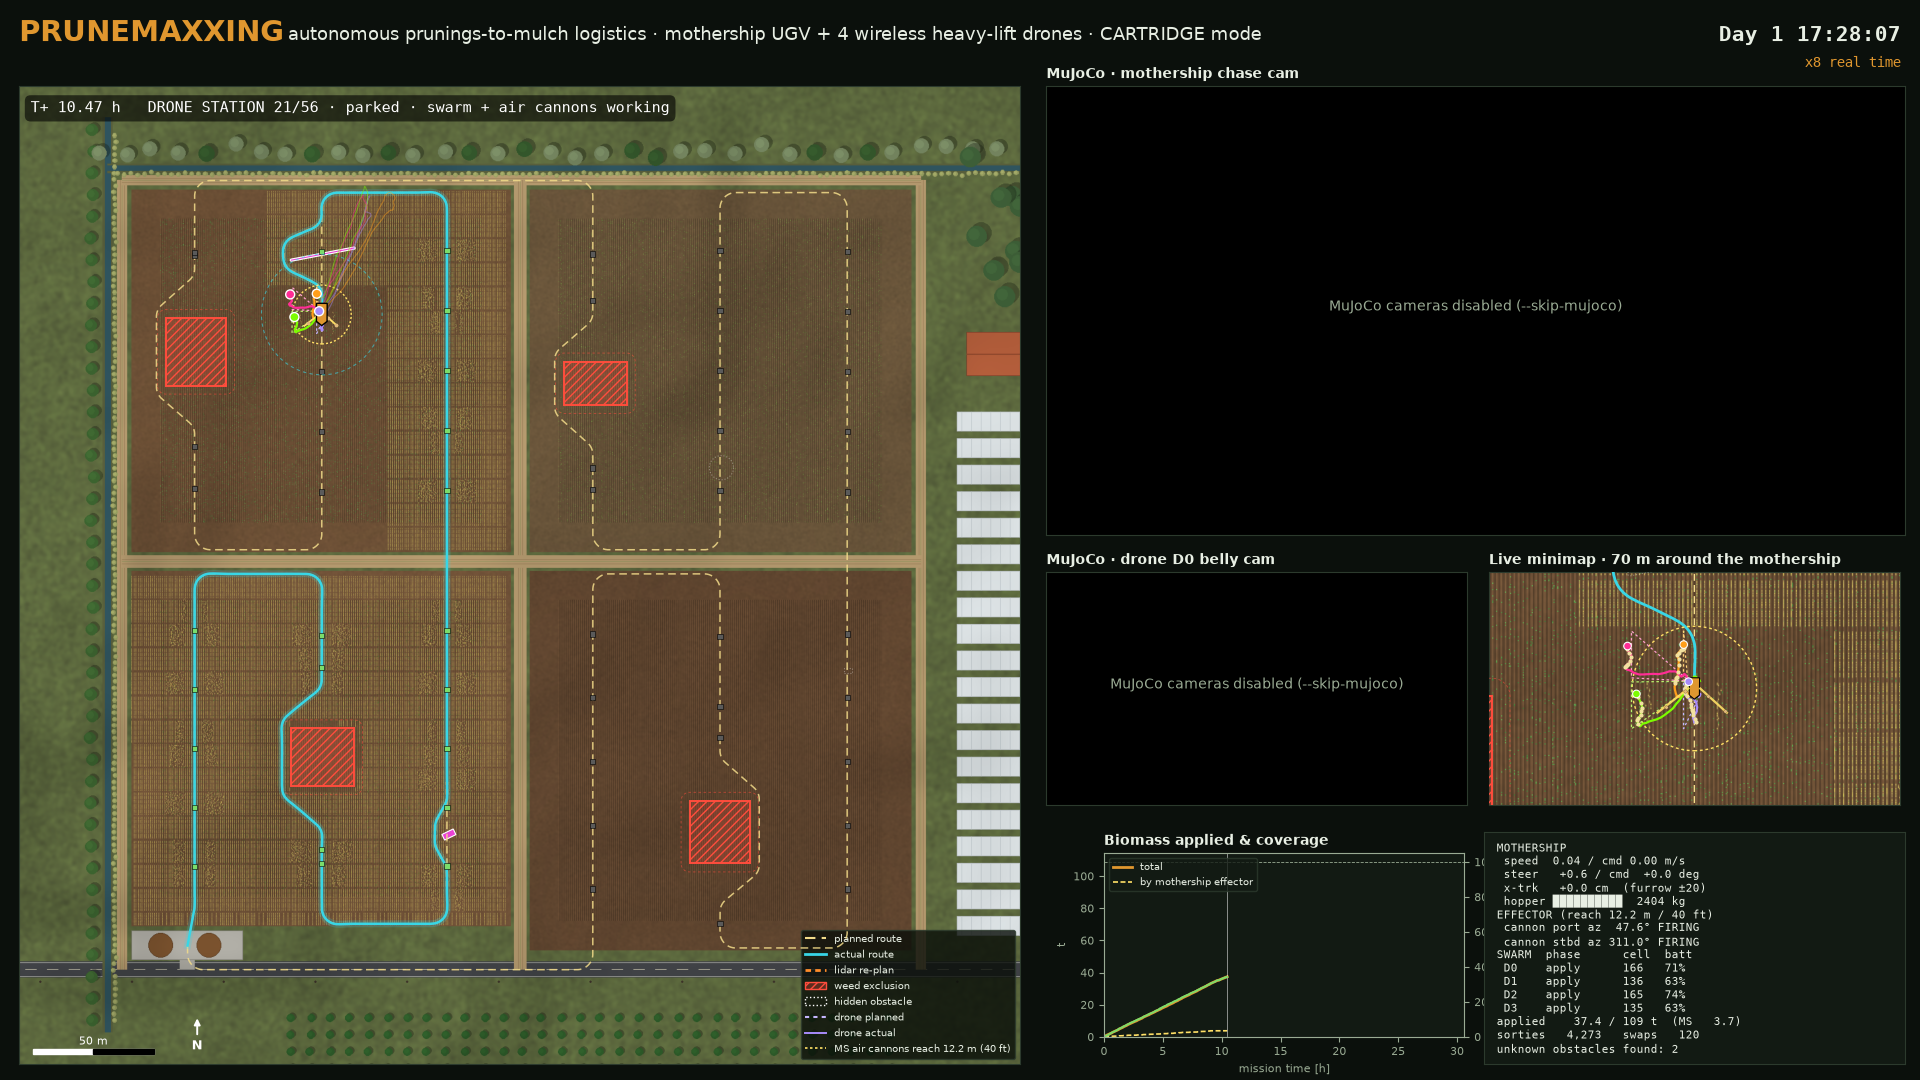 PRUNEMAXXING autonomous prunings-to-mulch logistics · mothership UGV + 4 wireless heavy-lift drones · CARTRIDGE mode
Day 1 17:28:07
x8 real time
T+ 10.47 h   DRONE STATION 21/56 · parked · swarm + air cannons working
50 m
N
planned route
actual route
lidar re-plan
weed exclusion
hidden obstacle
drone planned
drone actual
MS air cannons reach 12.2 m (40 ft)
MuJoCo · mothership chase cam
MuJoCo cameras disabled (--skip-mujoco)
MuJoCo · drone D0 belly cam
MuJoCo cameras disabled (--skip-mujoco)
Live minimap · 70 m around the mothership
Biomass applied & coverage
total
by mothership effector
t
100
80
60
40
20
0
0 5 10 15 20 25 30
mission time [h]
MOTHERSHIP
speed 0.04 / cmd 0.00 m/s
steer +0.6 / cmd +0.0 deg
x-trk +0.0 cm (furrow ±20)
hopper ██████████ 2404 kg
EFFECTOR (reach 12.2 m / 40 ft)
cannon port az 47.6° FIRING
cannon stbd az 311.0° FIRING
SWARM phase cell batt
D0 apply 166 71%
D1 apply 136 63%
D2 apply 165 74%
D3 apply 135 63%
applied 37.4 / 109 t (MS 3.7)
sorties 4,273 swaps 120
unknown obstacles found: 2